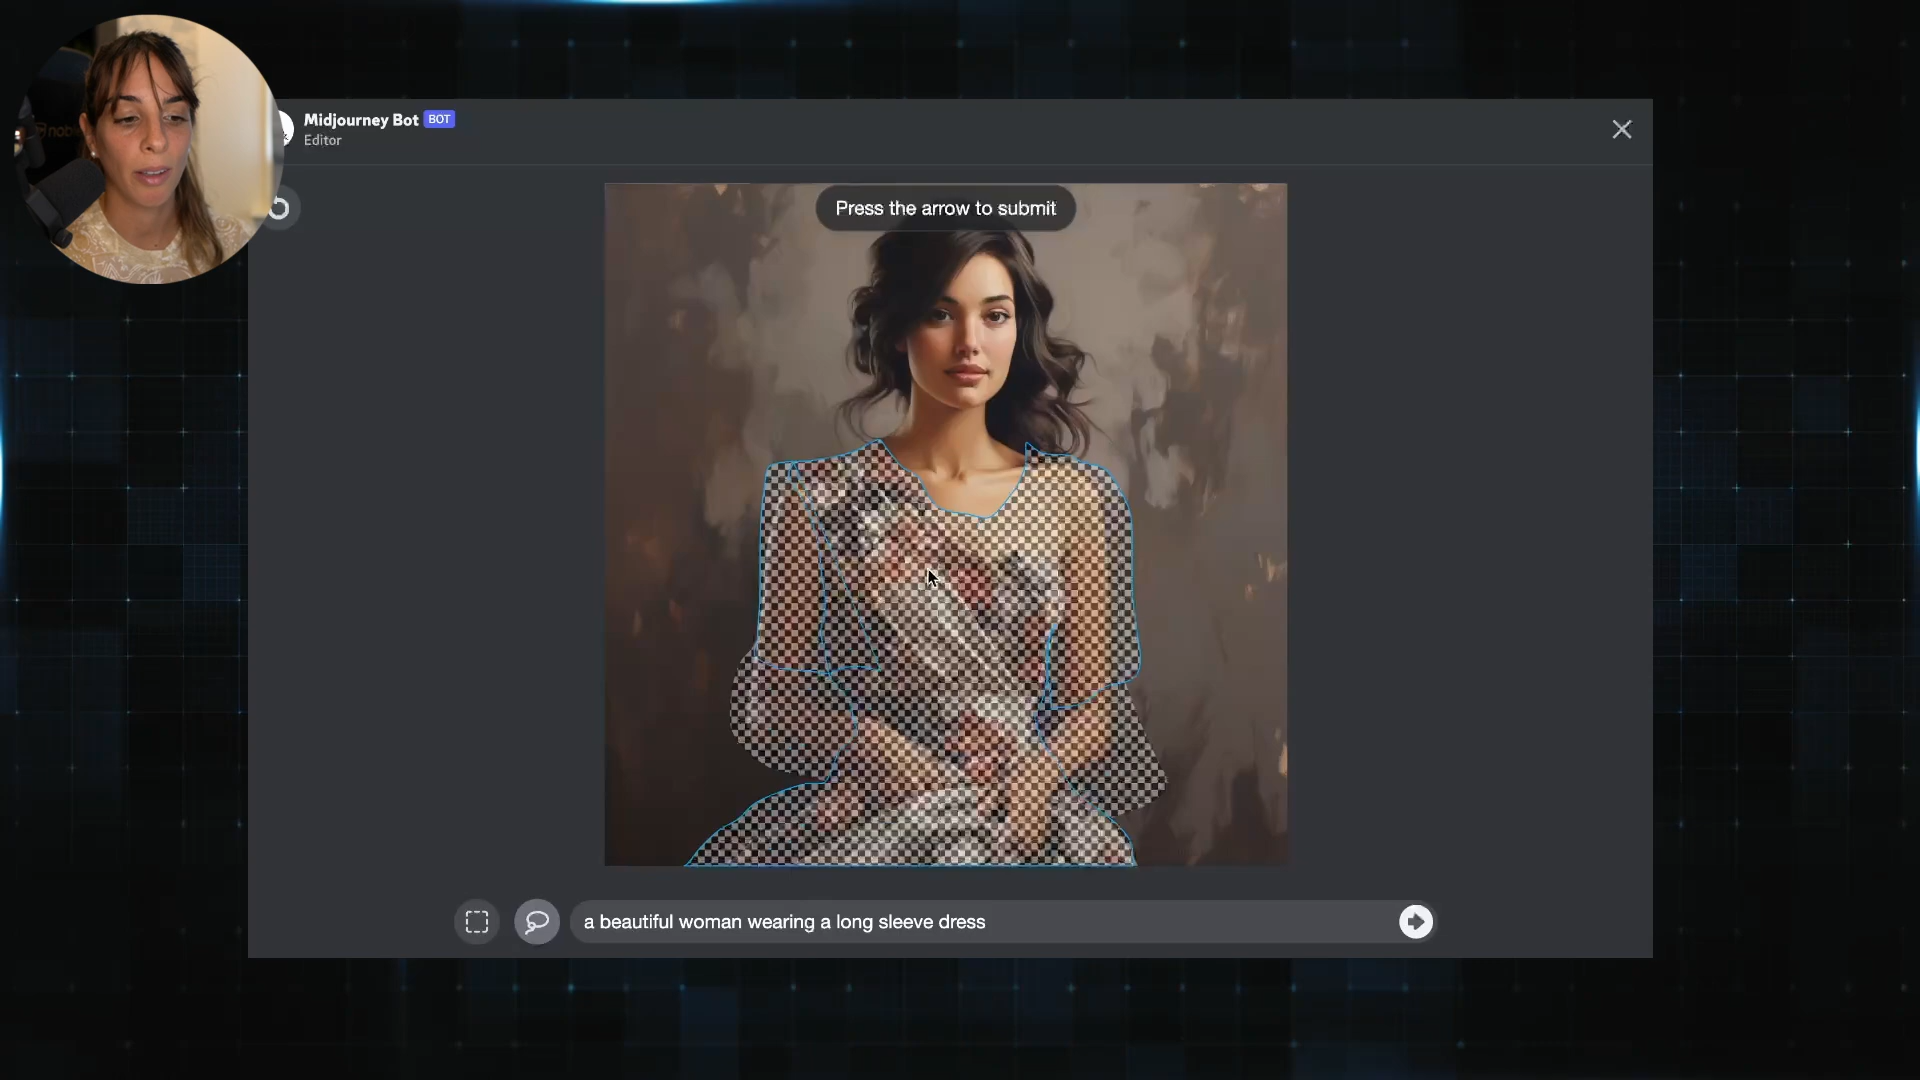 Midjourney Bot BOT
Editor
Press the arrow to submit
a beautiful woman wearing a long sleeve dress